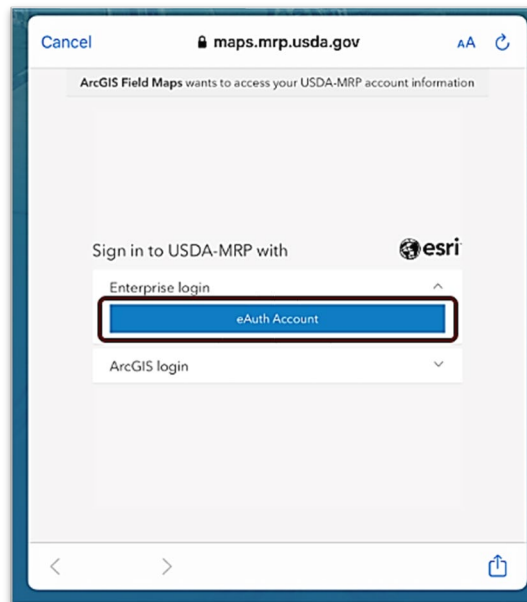 Cancel maps.mrp.usda.gov AA
ArcGIS Field Maps wants to access your USDA-MRP account information
Sign in to USDA-MRP with esri
Enterprise login
eAuth Account
ArcGIS login